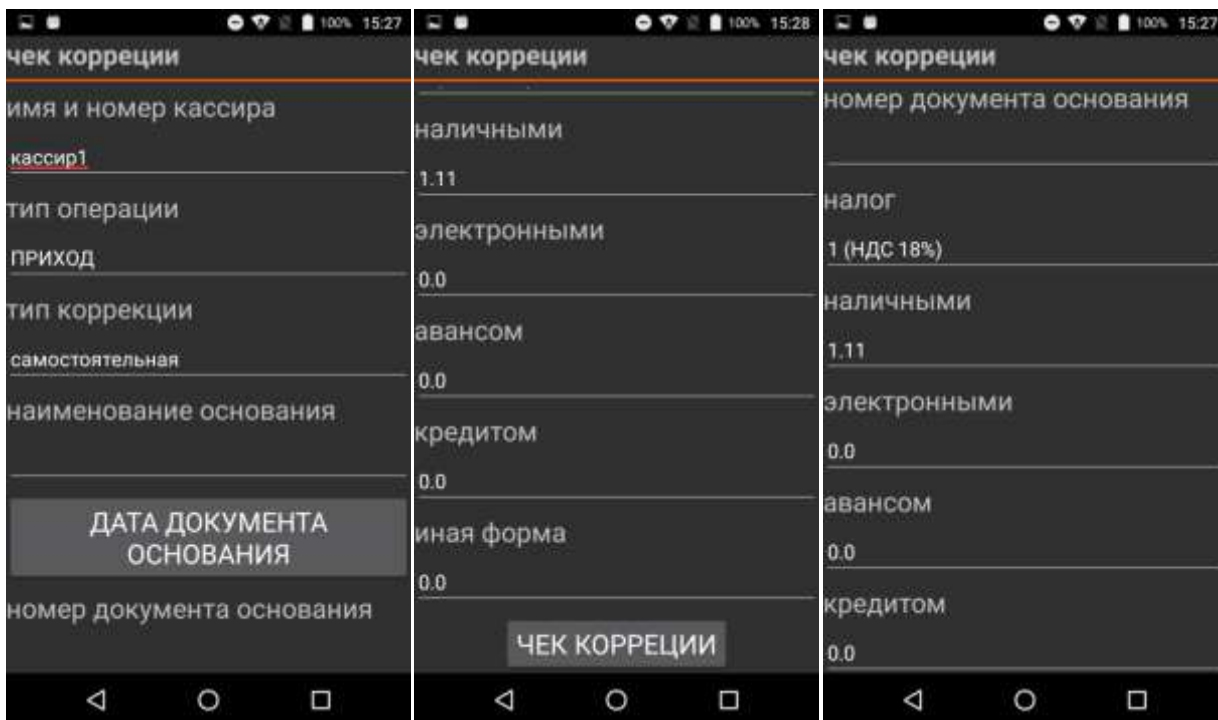 100% 15:27
чек корреции
имя и номер кассира
кассир1
тип операции
ПРИХОД
тип коррекции
самостоятельная
наименование основания
ДАТА ДОКУМЕНТА
ОСНОВАНИЯ
номер документа основания
100% 15:28
чек корреции
наличными
1.11
электронными
0.0
авансом
0.0
кредитом
0.0
иная форма
0.0
ЧЕК КОРРЕЦИИ
100% 15:27
чек корреции
номер документа основания
налог
1 (НДС 18%)
наличными
1.11
электронными
0.0
авансом
0.0
кредитом
0.0